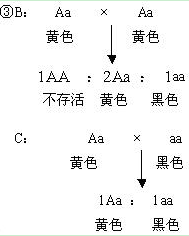 ③B： Aa × Aa
黄色 黄色
1AA ： 2Aa ： 1aa
不存活 黄色 黑色
C： Aa × aa
黄色 黑色
1Aa ： 1aa
黄色 黑色